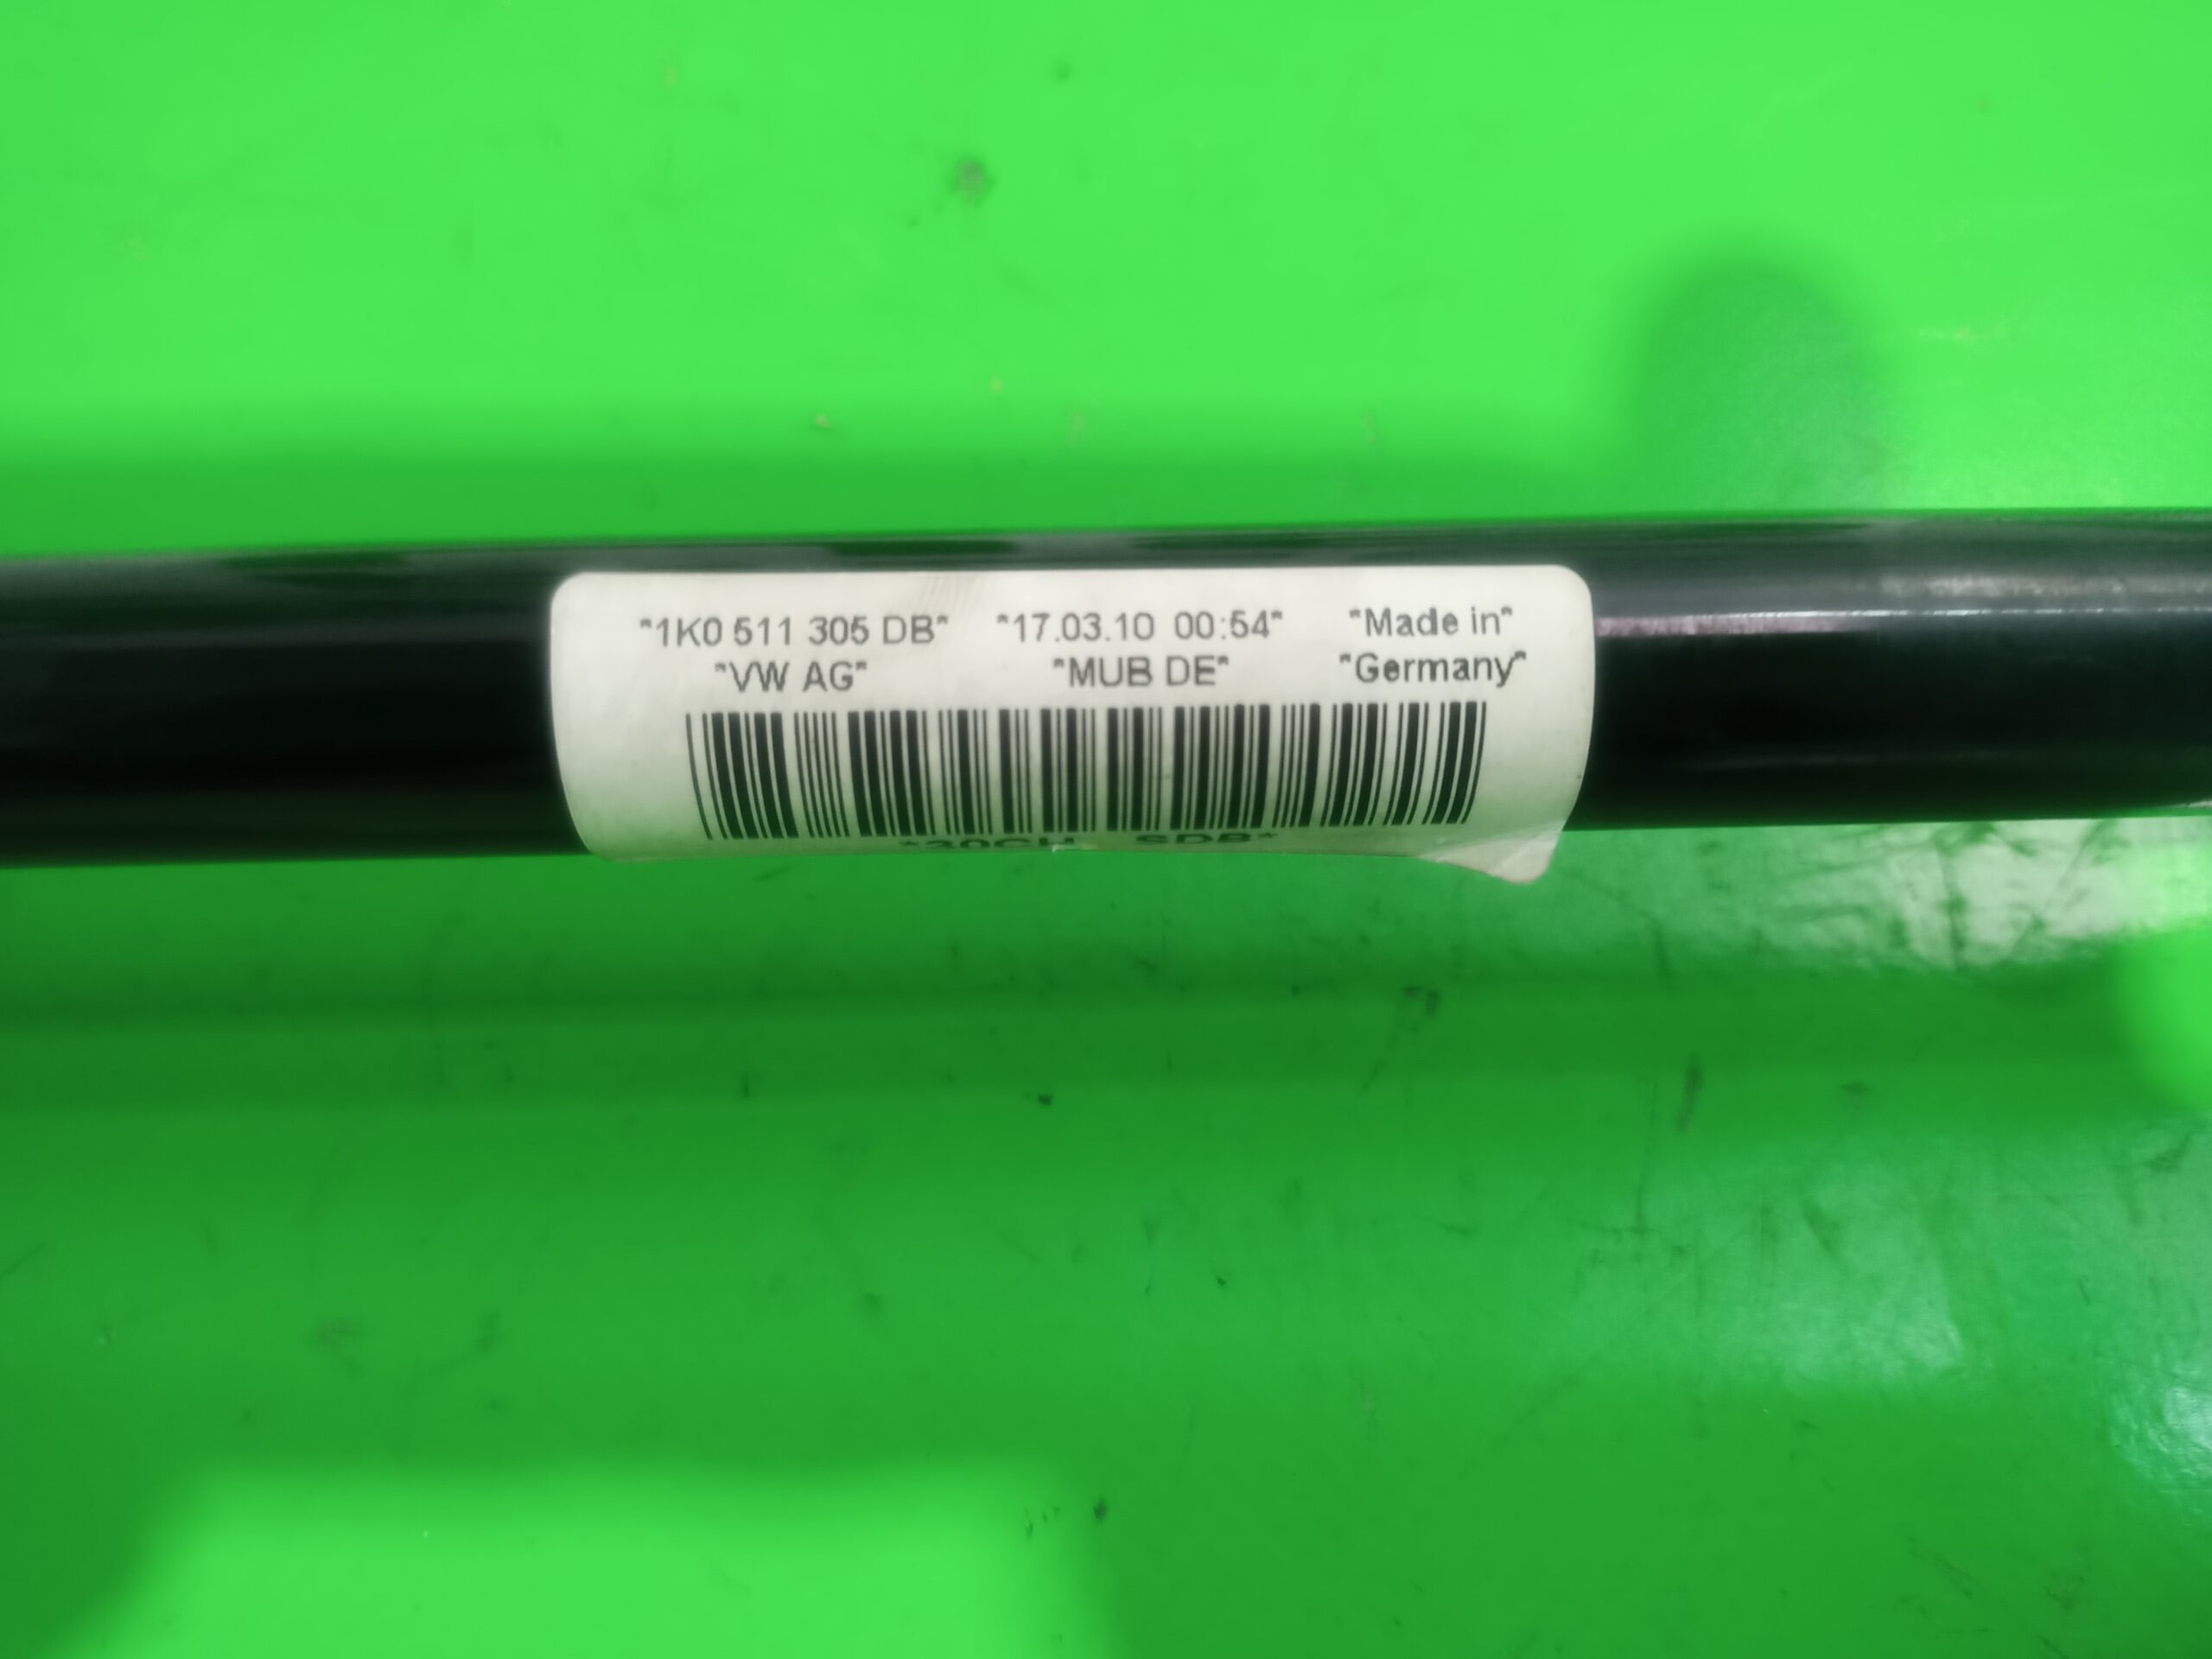 "1K0 511 305 DB" "17.03.10 00:54" "Made in"
"VW AG" "MUB DE" "Germany"